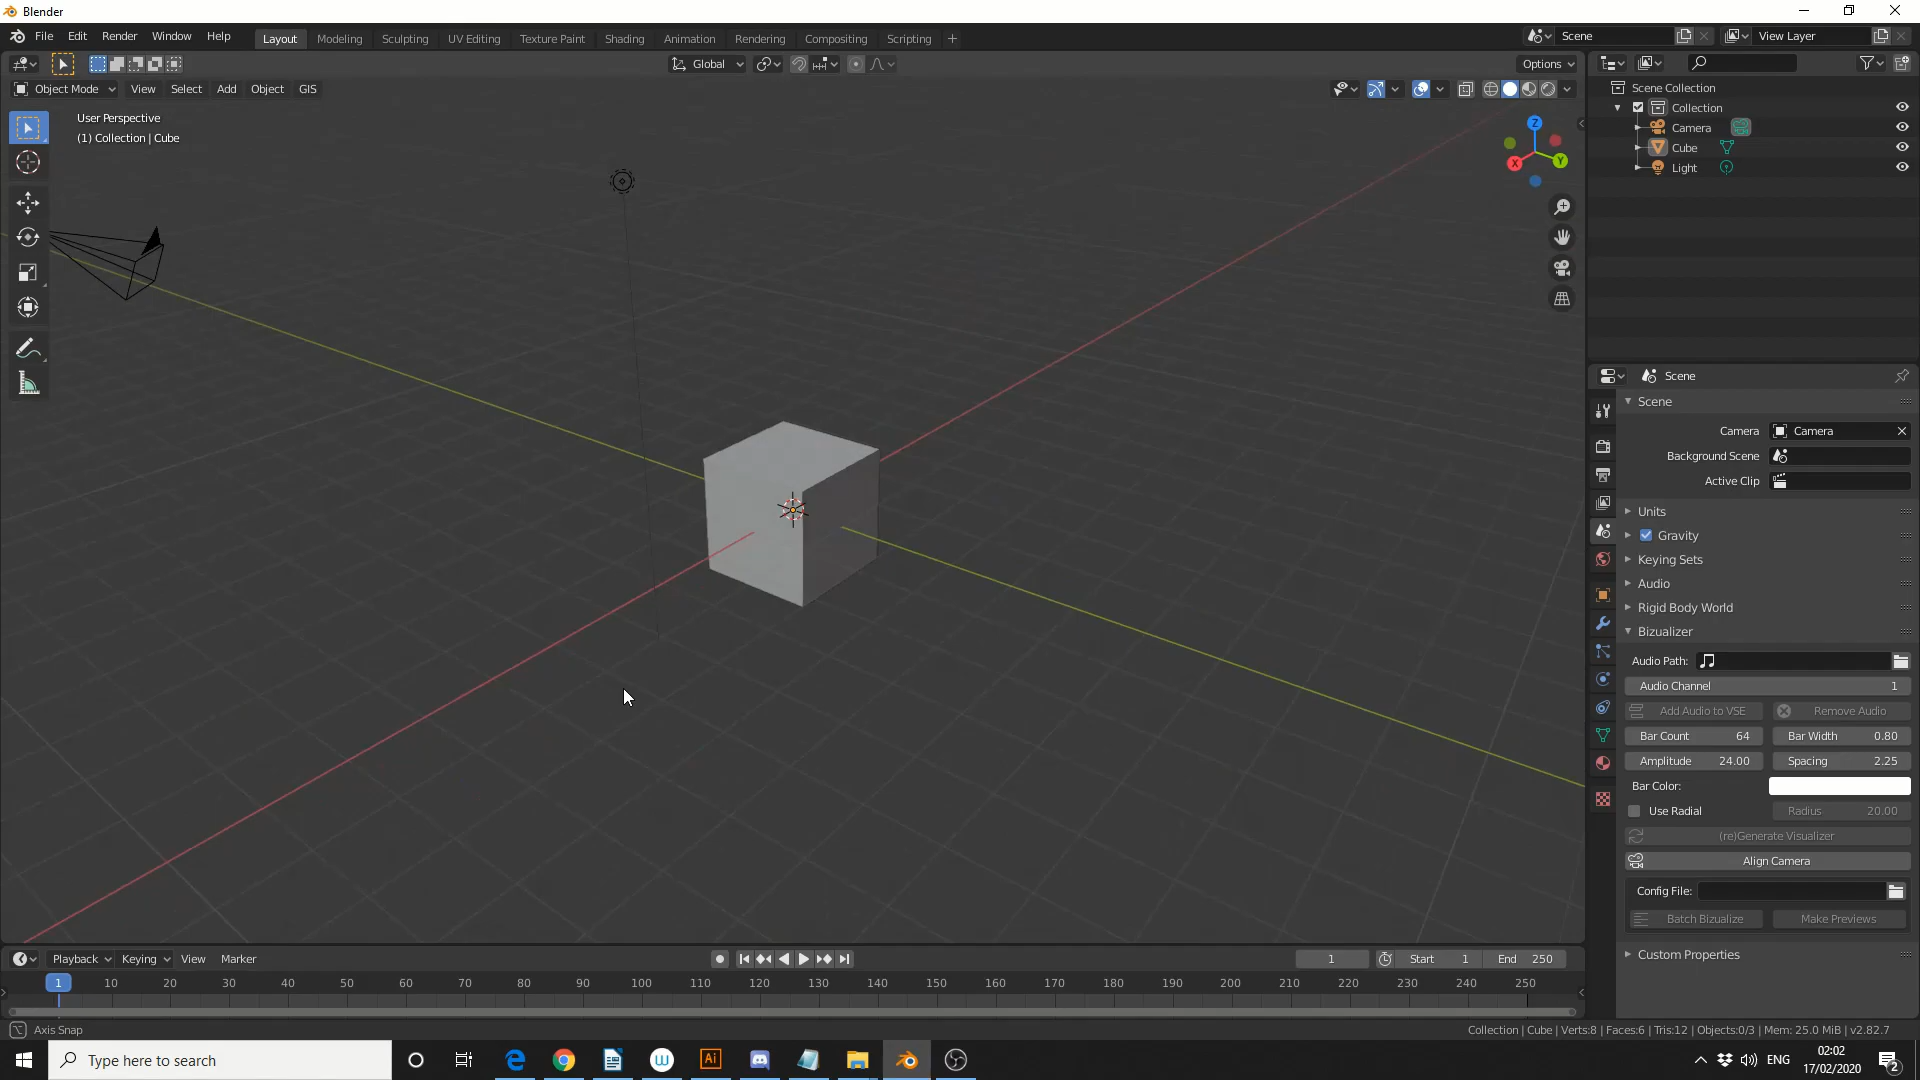 Blender
File Edit Render Window Help
Layout Modeling Sculpting UV Editing Texture Paint Shading Animation Rendering Compositing Scripting +
Scene
View Layer
Global
Options
Object Mode View Select Add Object GIS
User Perspective
(1) Collection | Cube
Z
X
Y
Scene Collection
Collection
Camera
Cube
Light
Scene
Scene
Camera Camera
Background Scene
Active Clip
Units
Gravity
Keying Sets
Audio
Rigid Body World
Bizualizer
Audio Path:
Audio Channel 1
Add Audio to VSE Remove Audio
Bar Count 64 Bar Width 0.80
Amplitude 24.00 Spacing 2.25
Bar Color:
Use Radial Radius 20.00
(re)Generate Visualizer
Align Camera
Config File:
Batch Bizualize Make Previews
Custom Properties
Playback Keying View Marker
1 Start 1 End 250
1 10 20 30 40 50 60 70 80 90 100 110 120 130 140 150 160 170 180 190 200 210 220 230 240 250
Axis Snap
Collection | Cube | Verts:8 | Faces:6 | Tris:12 | Objects:0/3 | Mem: 25.0 MiB | v2.82.7
Type here to search
e
W
Ai
ENG
02:02
17/02/2020
2